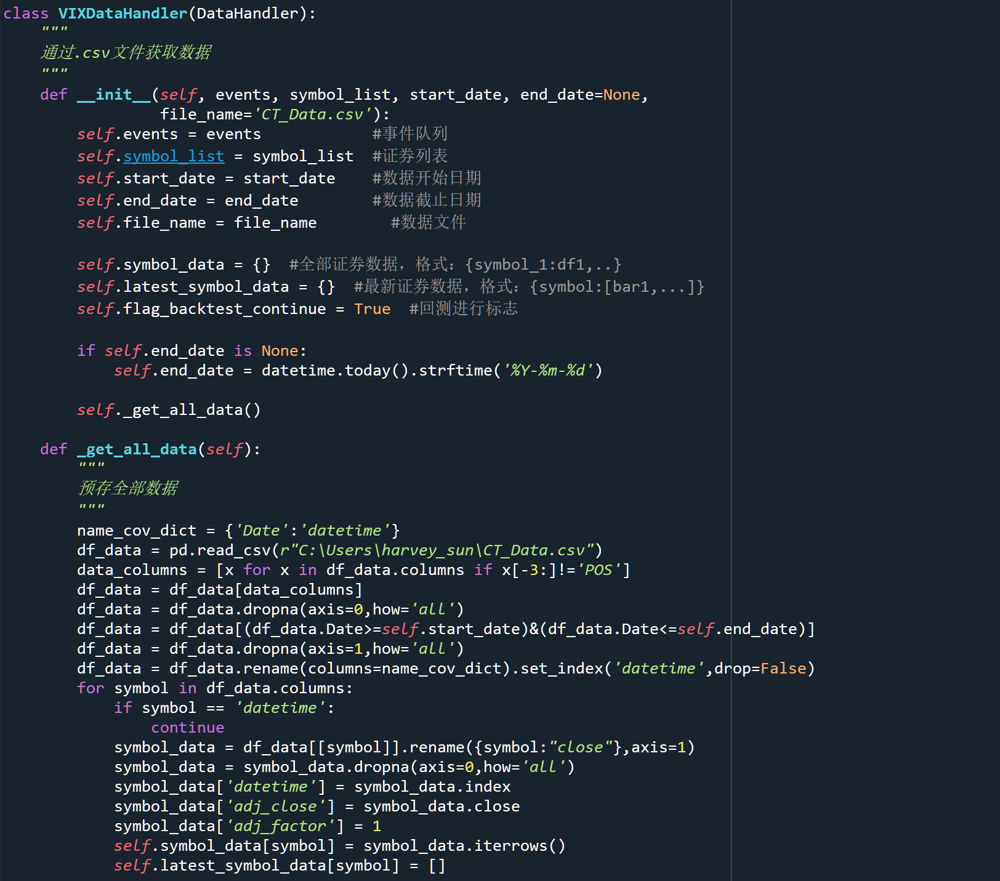 class VIXDataHandler(DataHandler):
    """
    通过.csv文件获取数据
    """
    def __init__(self, events, symbol_list, start_date, end_date=None,
                 file_name='CT_Data.csv'):
        self.events = events            #事件队列
        self.symbol_list = symbol_list  #证券列表
        self.start_date = start_date    #数据开始日期
        self.end_date = end_date        #数据截止日期
        self.file_name = file_name        #数据文件

        self.symbol_data = {}  #全部证券数据，格式：{symbol_1:df1,..}
        self.latest_symbol_data = {}  #最新证券数据，格式：{symbol:[bar1,...]}
        self.flag_backtest_continue = True  #回测进行标志

        if self.end_date is None:
            self.end_date = datetime.today().strftime('%Y-%m-%d')

        self._get_all_data()

    def _get_all_data(self):
        """
        预存全部数据
        """
        name_cov_dict = {'Date':'datetime'}
        df_data = pd.read_csv(r"C:\Users\harvey_sun\CT_Data.csv")
        data_columns = [x for x in df_data.columns if x[-3:]!='POS']
        df_data = df_data[data_columns]
        df_data = df_data.dropna(axis=0,how='all')
        df_data = df_data[(df_data.Date>=self.start_date)&(df_data.Date<=self.end_date)]
        df_data = df_data.dropna(axis=1,how='all')
        df_data = df_data.rename(columns=name_cov_dict).set_index('datetime',drop=False)
        for symbol in df_data.columns:
            if symbol == 'datetime':
                continue
            symbol_data = df_data[[symbol]].rename({symbol:"close"},axis=1)
            symbol_data = symbol_data.dropna(axis=0,how='all')
            symbol_data['datetime'] = symbol_data.index
            symbol_data['adj_close'] = symbol_data.close
            symbol_data['adj_factor'] = 1
            self.symbol_data[symbol] = symbol_data.iterrows()
            self.latest_symbol_data[symbol] = []